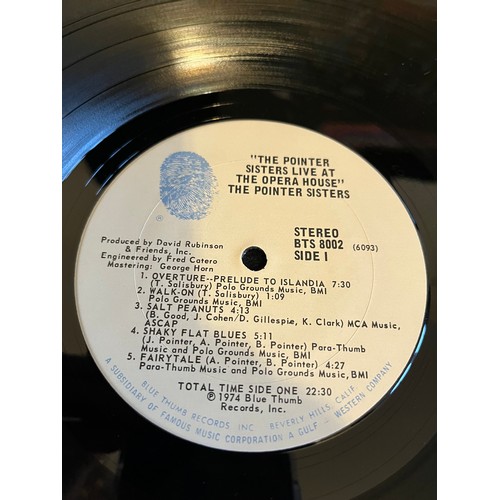 "THE POINTER
SISTERS LIVE AT
THE OPERA HOUSE"
THE POINTER SISTERS
STEREO
BTS 8002 (6093)
SIDE I
Produced by David Rubinson
& Friends, Inc.
Engineered by Fred Catero
Mastering: George Horn
1. OVERTURE--PRELUDE TO ISLANDIA 7:30
(T. Salisbury) Polo Grounds Music, BMI
2. WALK-ON (T. Salisbury) 1:09
Polo Grounds Music, BMI
3. SALT PEANUTS 4:13
(B. Good, J. Cohen/D. Gillespie, K. Clark) MCA Music,
ASCAP
4. SHAKY FLAT BLUES 5:11
(J. Pointer, A. Pointer, B. Pointer) Para-Thumb
Music and Polo Grounds Music, BMI
5. FAIRYTALE (A. Pointer, B. Pointer) 4:27
Para-Thumb Music and Polo Grounds Music, BMI
TOTAL TIME SIDE ONE 22:30
℗ 1974 Blue Thumb
Records, Inc.
BLUE THUMB RECORDS INC. BEVERLY HILLS, CALIF.
A SUBSIDIARY OF FAMOUS MUSIC CORPORATION A GULF + WESTERN COMPANY